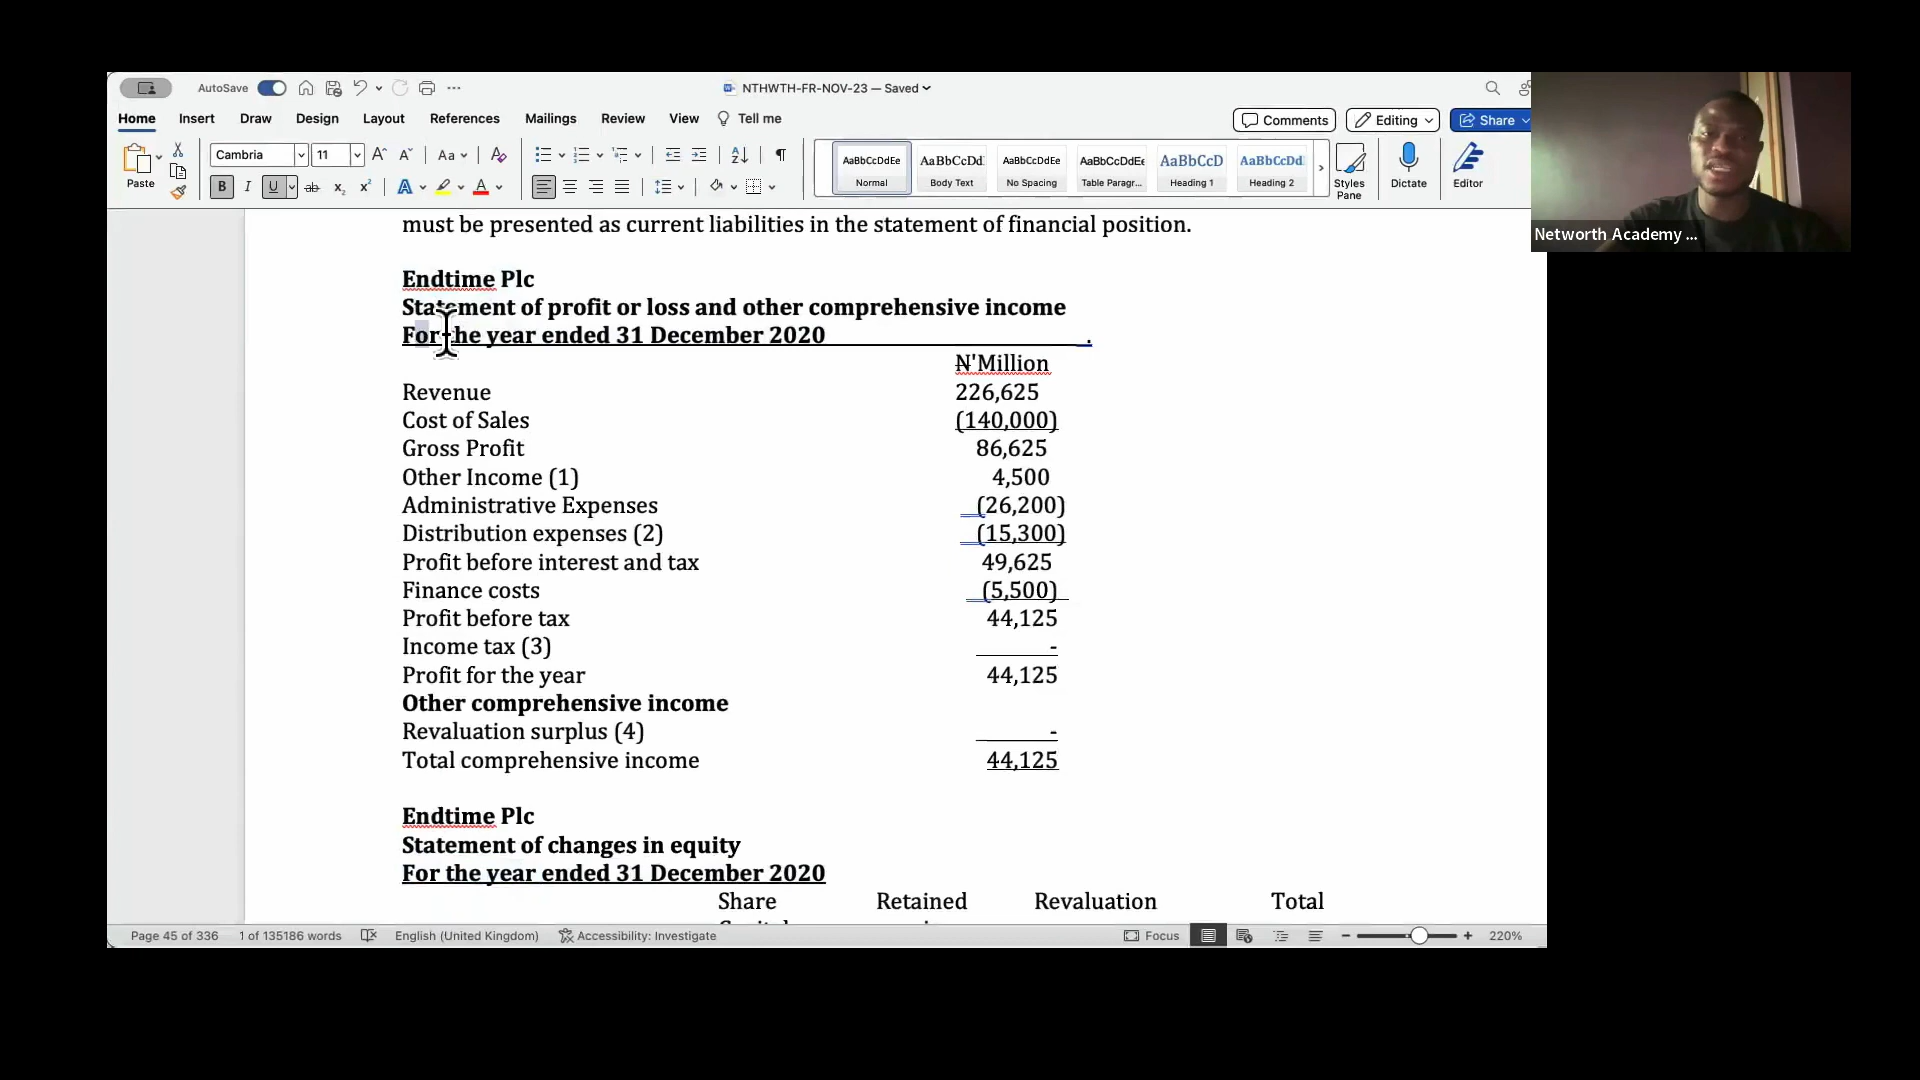 AutoSave
NTHWTH-FR-NOV-23 — Saved
Home Insert Draw Design Layout References Mailings Review View Tell me
Comments Editing Share
Paste
Cambria 11
AaBbCcDdEe AaBbCcDd AaBbCcDdEe AaBbCcDdEe AaBbCcD AaBbCcDd
Normal Body Text No Spacing Table Paragr... Heading 1 Heading 2
Styles Pane
Dictate
Editor
Networth Academy ...
must be presented as current liabilities in the statement of financial position.
Endtime Plc
Statement of profit or loss and other comprehensive income
For the year ended 31 December 2020 .
₦'Million
Revenue 226,625
Cost of Sales (140,000)
Gross Profit 86,625
Other Income (1) 4,500
Administrative Expenses (26,200)
Distribution expenses (2) (15,300)
Profit before interest and tax 49,625
Finance costs (5,500)
Profit before tax 44,125
Income tax (3) -
Profit for the year 44,125
Other comprehensive income
Revaluation surplus (4) -
Total comprehensive income 44,125
Endtime Plc
Statement of changes in equity
For the year ended 31 December 2020
Share Retained Revaluation Total
Page 45 of 336 1 of 135186 words English (United Kingdom) Accessibility: Investigate Focus 220%